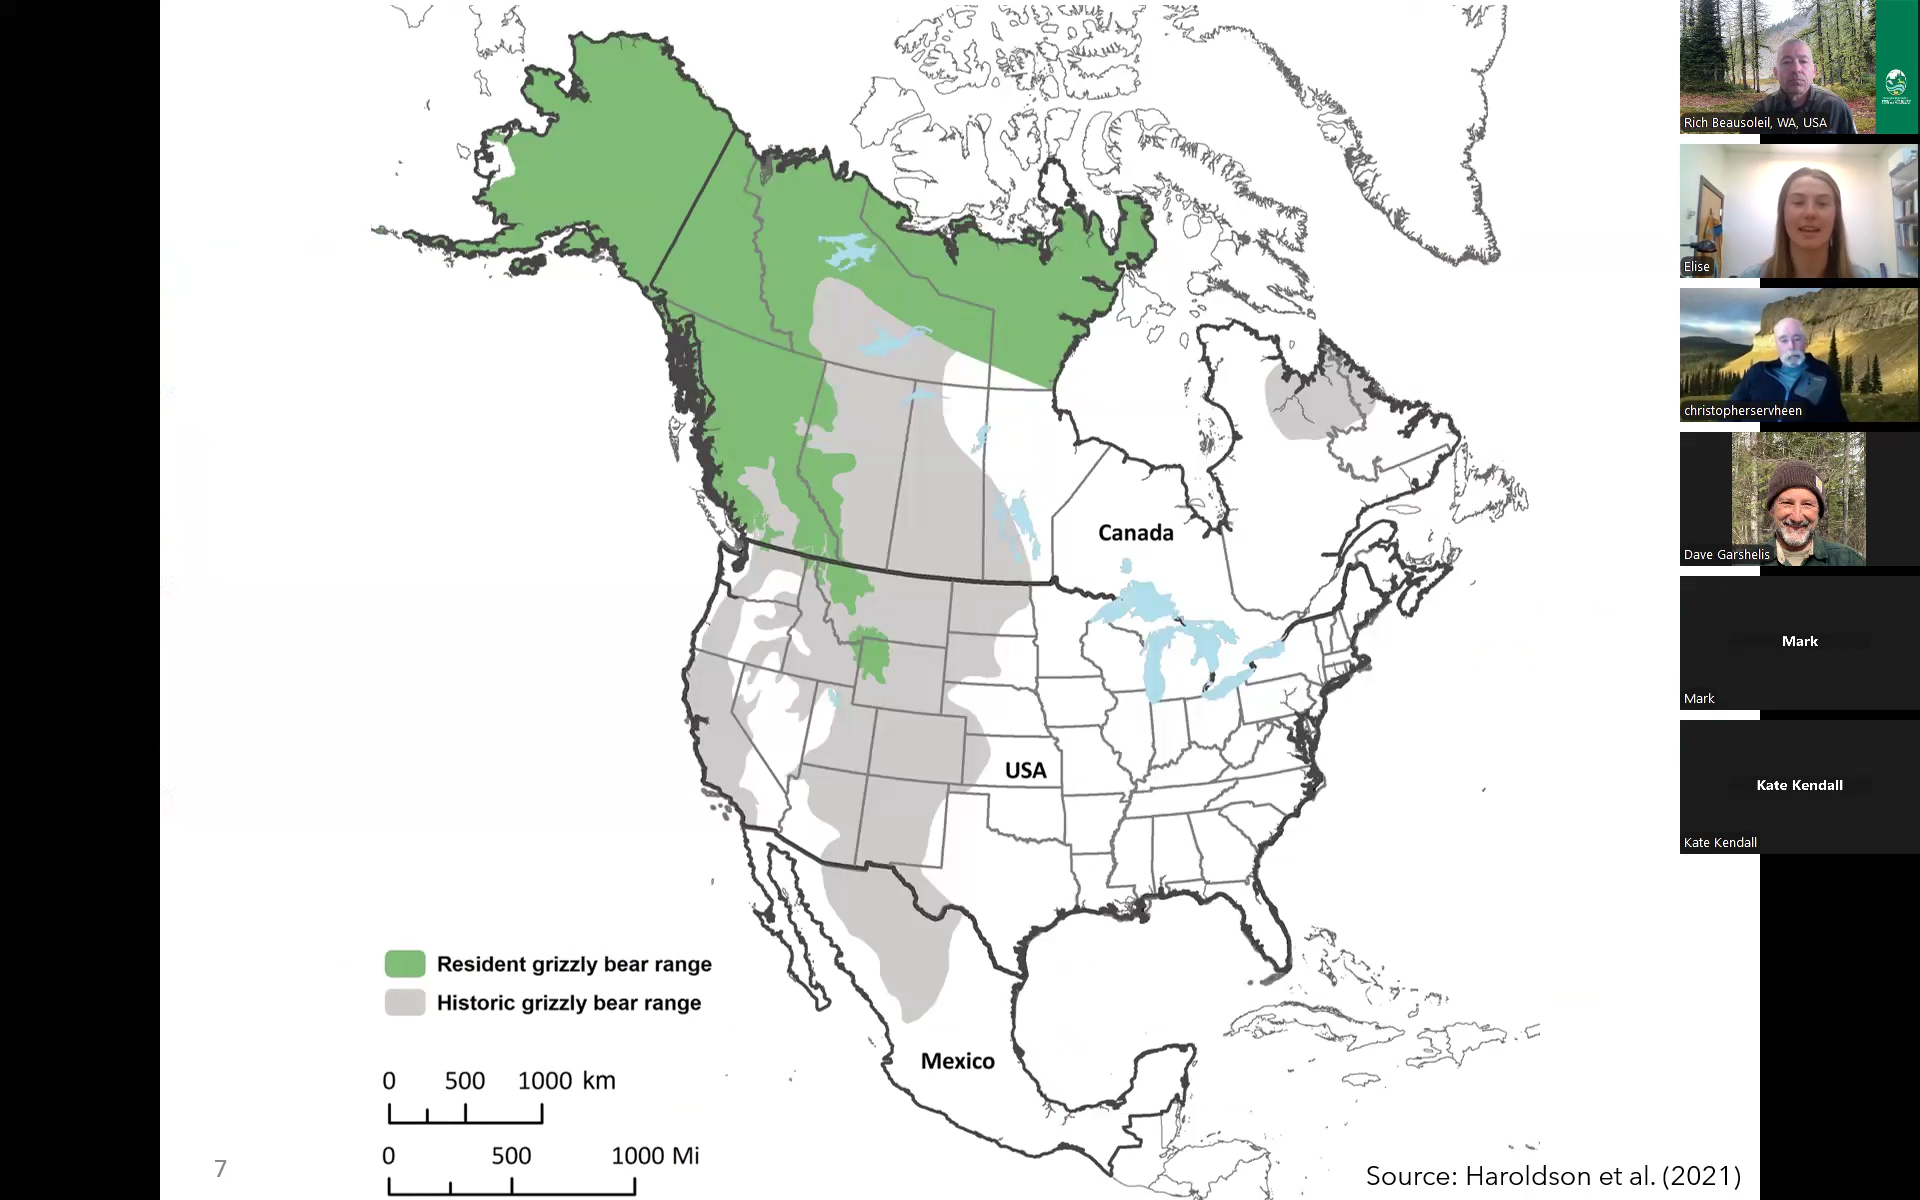 Canada
USA
Mexico
Resident grizzly bear range
Historic grizzly bear range
0 500 1000 km
0 500 1000 Mi
7
Source: Haroldson et al. (2021)
Rich Beausoleil, WA, USA
Elise
christopherservheen
Dave Garshelis
Mark
Mark
Kate Kendall
Kate Kendall